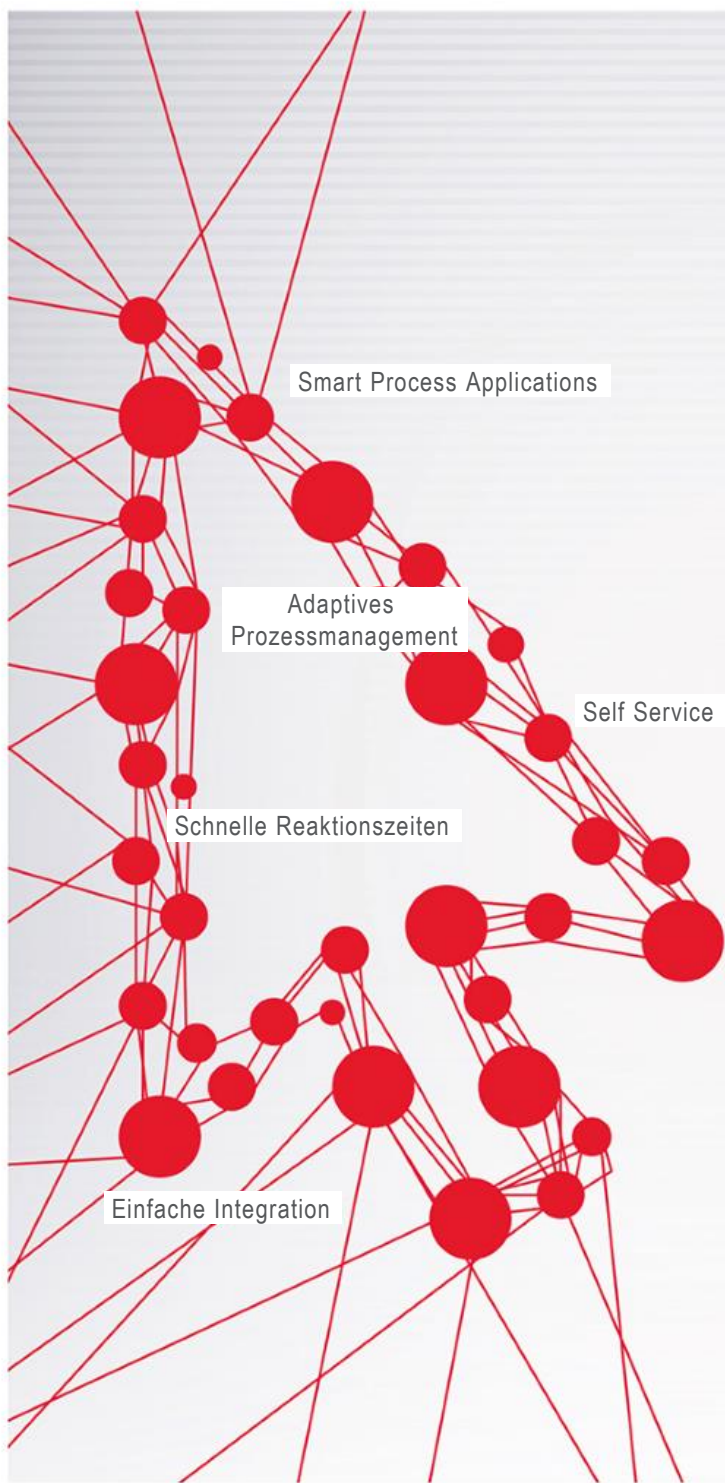 Smart Process Applications
Adaptives
Prozessmanagement
Self Service
Schnelle Reaktionszeiten
Einfache Integration